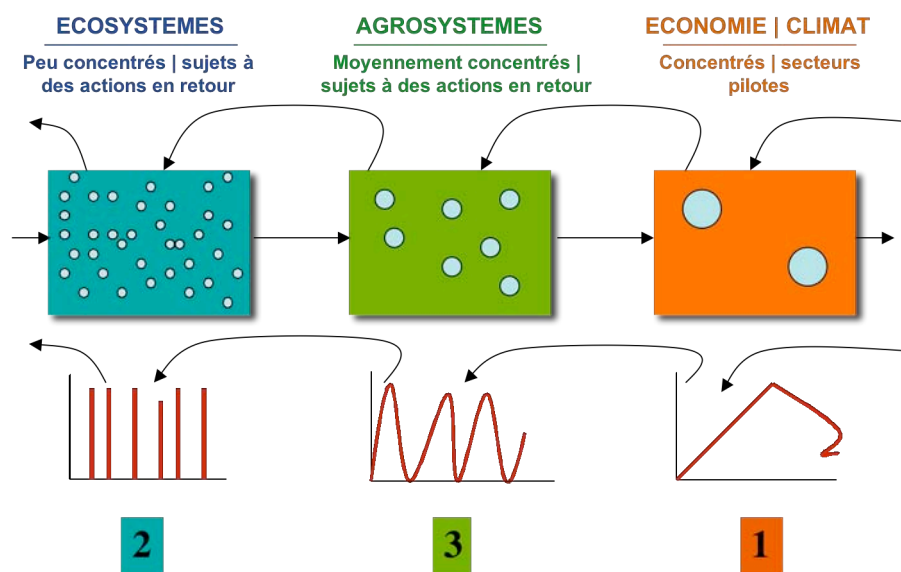 ECOSYSTEMES
Peu concentrés | sujets à
des actions en retour
AGROSYSTEMES
Moyennement concentrés |
sujets à des actions en retour
ECONOMIE | CLIMAT
Concentrés | secteurs
pilotes
2
3
1